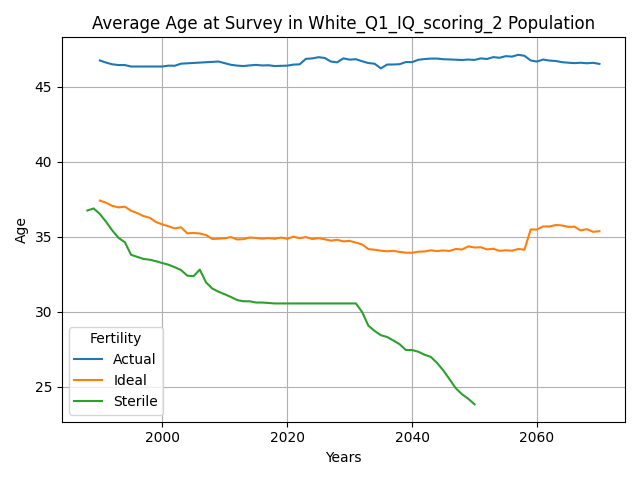 Average Age at Survey in White_Q1_IQ_scoring_2 Population
45
40
35
30
25
Age
Fertility
Actual
Ideal
Sterile
2000 2020 2040 2060
Years